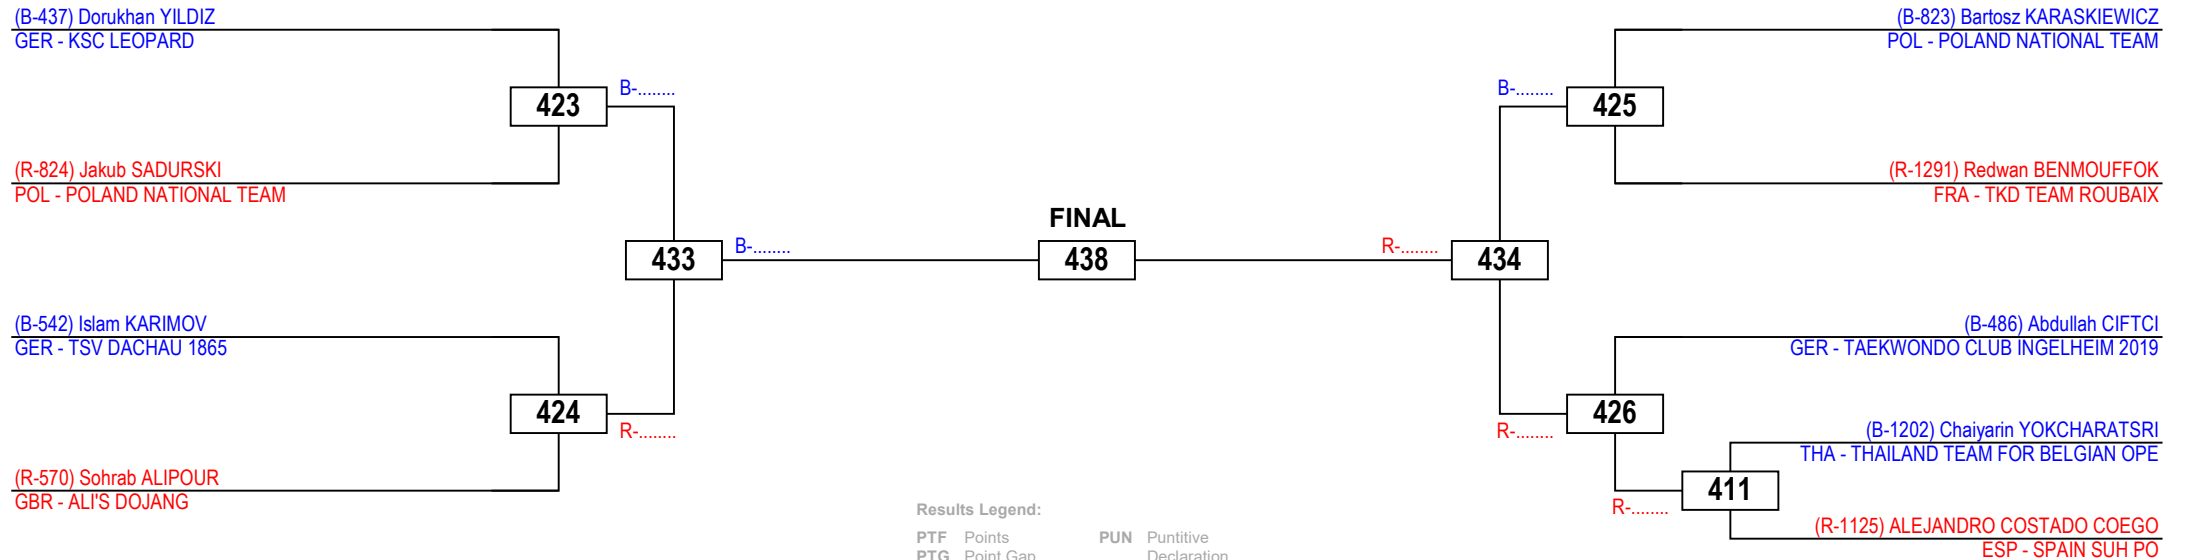 (B-437) Dorukhan YILDIZ
GER - KSC LEOPARD
423
B-........
(R-824) Jakub SADURSKI
POL - POLAND NATIONAL TEAM
433
B-........
(B-542) Islam KARIMOV
GER - TSV DACHAU 1865
424
R-........
(R-570) Sohrab ALIPOUR
GBR - ALI'S DOJANG
FINAL
438
(B-823) Bartosz KARASKIEWICZ
POL - POLAND NATIONAL TEAM
B-........
425
(R-1291) Redwan BENMOUFFOK
FRA - TKD TEAM ROUBAIX
R-........
434
(B-486) Abdullah CIFTCI
GER - TAEKWONDO CLUB INGELHEIM 2019
426
R-........
(B-1202) Chaiyarin YOKCHARATSRI
THA - THAILAND TEAM FOR BELGIAN OPE
411
R-........
(R-1125) ALEJANDRO COSTADO COEGO
ESP - SPAIN SUH PO
Results Legend:
PTF Points PUN Puntitive
PTG Point Gap Declaration